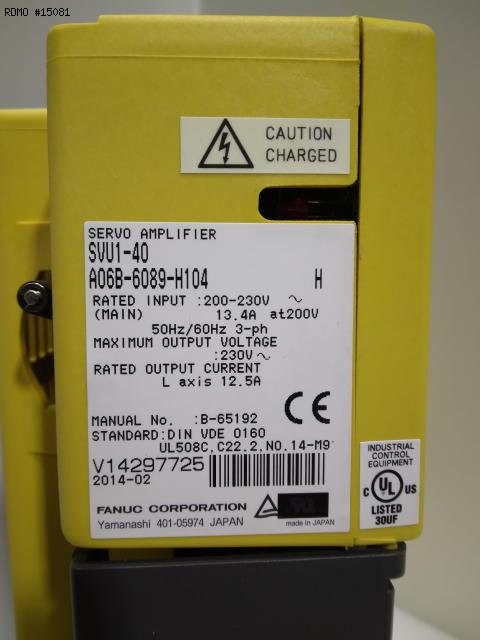 RDMO #15081
CAUTION
CHARGED
SERVO AMPLIFIER
SVU1-40
A06B-6089-H104 H
RATED INPUT :200-230V ~
(MAIN) 13.4A at200V
50Hz/60Hz 3-ph
MAXIMUM OUTPUT VOLTAGE
:230V~
RATED OUTPUT CURRENT
L axis 12.5A
MANUAL No. :B-65192
CE
STANDARD:DIN VDE 0160
UL508C,C22.2,NO.14-M9
V14297725
2014-02
FANUC CORPORATION
Yamanashi 401-05974 JAPAN
made in JAPAN
INDUSTRIAL
CONTROL
EQUIPMENT
C UL US
LISTED
30UF